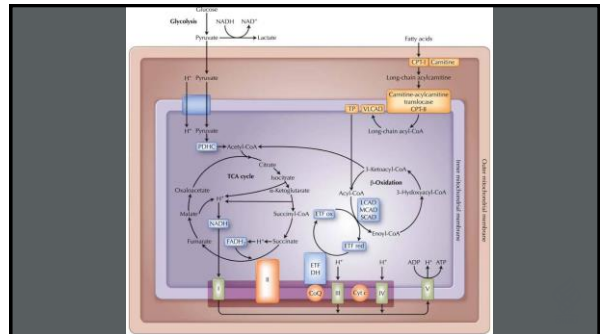 Glucose
Glycolysis
NADH
NAD⁺
Pyruvate
Lactate
Fatty acids
CPT-I
Carnitine
H⁺
Pyruvate
Long-chain acylcarnitine
Carnitine-acylcarnitine
translocase
CPT-II
TP
VLCAD
H⁺
Pyruvate
Long-chain acyl-CoA
PDHC
Acetyl-CoA
Citrate
3-Ketoacyl-CoA
TCA cycle
Isocitrate
β-Oxidation
α-Ketoglutarate
Acyl-CoA
3-Hydroxyacyl-CoA
Oxaloacetate
H⁺
LCAD
MCAD
SCAD
Malate
Succinyl-CoA
ETF ox
NADH
Enoyl-CoA
Fumarate
FADH₂
H⁺
Succinate
ETF red
Inner mitochondrial membrane
Outer mitochondrial membrane
ETF
DH
H⁺
H⁺
ADP
H⁺
ATP
I
II
CoQ
III
Cyt c
IV
V